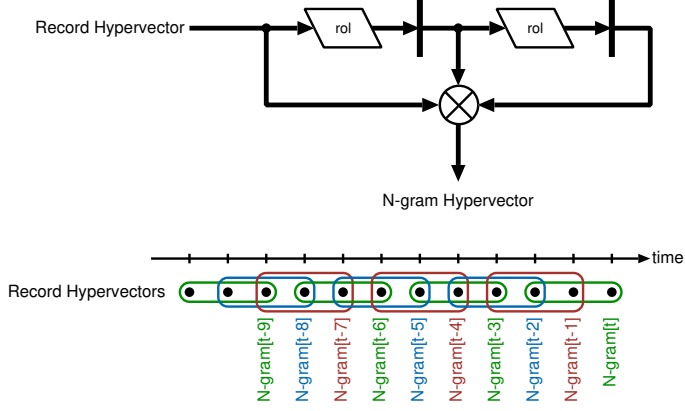 Record Hypervector
rol
rol
N-gram Hypervector
time
Record Hypervectors
N-gram[t-9]
N-gram[t-8]
N-gram[t-7]
N-gram[t-6]
N-gram[t-5]
N-gram[t-4]
N-gram[t-3]
N-gram[t-2]
N-gram[t-1]
N-gram[t]